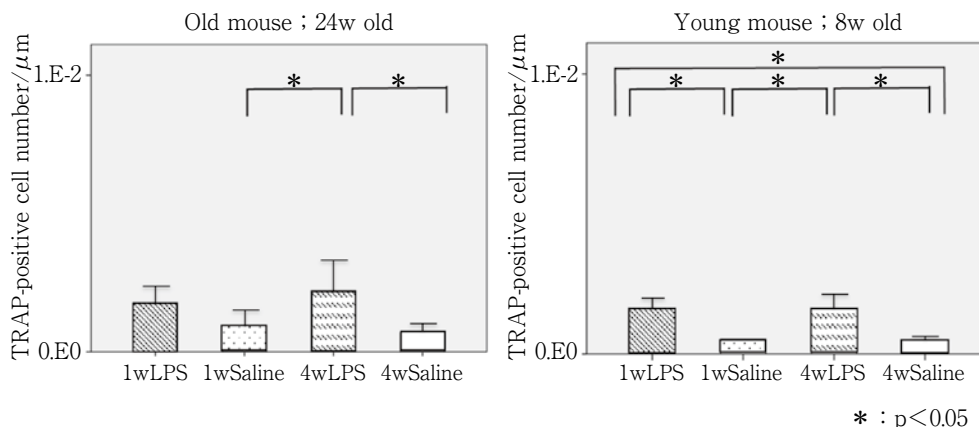 Old mouse ; 24w old
TRAP-positive cell number/μm
1.E-2
0.E0
* *
1wLPS 1wSaline 4wLPS 4wSaline
Young mouse ; 8w old
TRAP-positive cell number/μm
1.E-2
0.E0
*
* * *
1wLPS 1wSaline 4wLPS 4wSaline
* : p<0.05